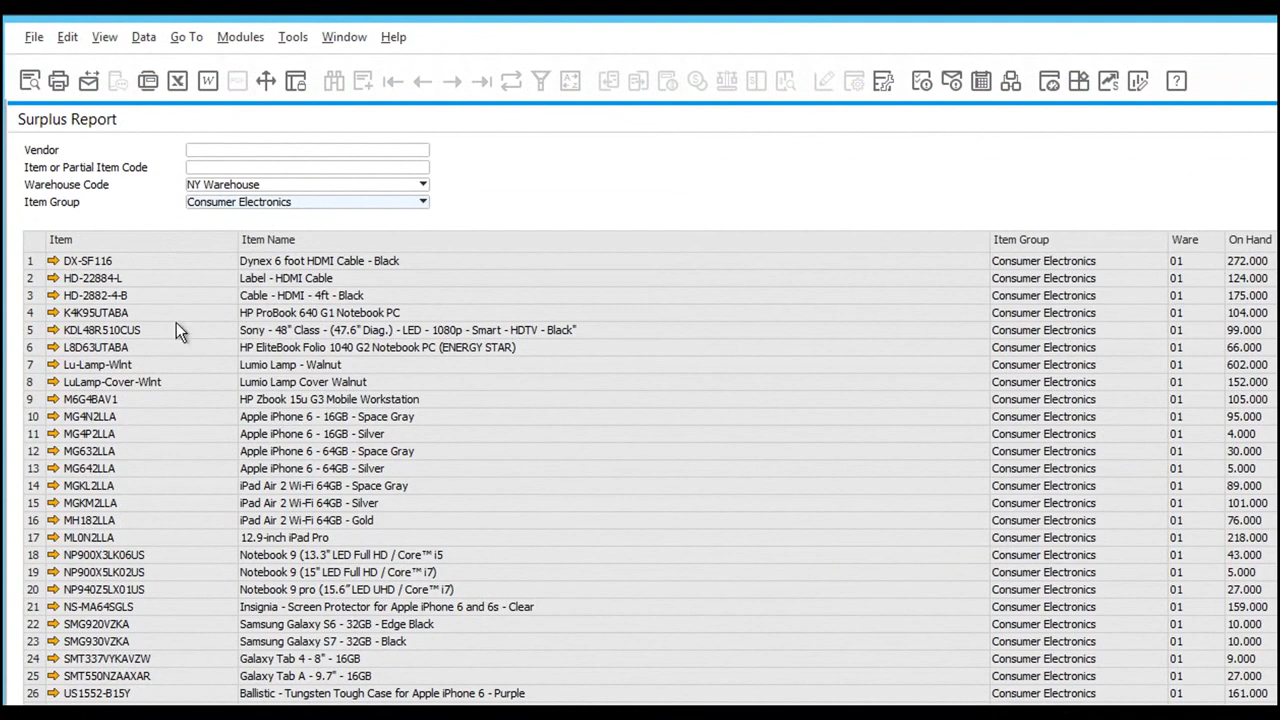 File Edit View Data Go To Modules Tools Window Help
Surplus Report
Vendor
Item or Partial Item Code
Warehouse Code NY Warehouse
Item Group Consumer Electronics
Item Item Name Item Group Ware On Hand
1 DX-SF116 Dynex 6 foot HDMI Cable - Black Consumer Electronics 01 272.000
2 HD-22884-L Label - HDMI Cable Consumer Electronics 01 124.000
3 HD-2882-4-B Cable - HDMI - 4ft - Black Consumer Electronics 01 175.000
4 K4K95UTABA HP ProBook 640 G1 Notebook PC Consumer Electronics 01 104.000
5 KDL48R510CUS Sony - 48" Class - (47.6" Diag.) - LED - 1080p - Smart - HDTV - Black" Consumer Electronics 01 99.000
6 L8D63UTABA HP EliteBook Folio 1040 G2 Notebook PC (ENERGY STAR) Consumer Electronics 01 66.000
7 Lu-Lamp-Wlnt Lumio Lamp - Walnut Consumer Electronics 01 602.000
8 LuLamp-Cover-Wlnt Lumio Lamp Cover Walnut Consumer Electronics 01 152.000
9 M6G4BAV1 HP Zbook 15u G3 Mobile Workstation Consumer Electronics 01 105.000
10 MG4N2LLA Apple iPhone 6 - 16GB - Space Gray Consumer Electronics 01 95.000
11 MG4P2LLA Apple iPhone 6 - 16GB - Silver Consumer Electronics 01 4.000
12 MG632LLA Apple iPhone 6 - 64GB - Space Gray Consumer Electronics 01 30.000
13 MG642LLA Apple iPhone 6 - 64GB - Silver Consumer Electronics 01 5.000
14 MGKL2LLA iPad Air 2 Wi-Fi 64GB - Space Gray Consumer Electronics 01 89.000
15 MGKM2LLA iPad Air 2 Wi-Fi 64GB - Silver Consumer Electronics 01 101.000
16 MH182LLA iPad Air 2 Wi-Fi 64GB - Gold Consumer Electronics 01 76.000
17 ML0N2LLA 12.9-inch iPad Pro Consumer Electronics 01 218.000
18 NP900X3LK06US Notebook 9 (13.3" LED Full HD / Core™ i5 Consumer Electronics 01 43.000
19 NP900X5LK02US Notebook 9 (15" LED Full HD / Core™ i7) Consumer Electronics 01 5.000
20 NP940Z5LX01US Notebook 9 pro (15.6" LED UHD / Core™ i7) Consumer Electronics 01 27.000
21 NS-MA64SGLS Insignia - Screen Protector for Apple iPhone 6 and 6s - Clear Consumer Electronics 01 159.000
22 SMG920VZKA Samsung Galaxy S6 - 32GB - Edge Black Consumer Electronics 01 10.000
23 SMG930VZKA Samsung Galaxy S7 - 32GB - Black Consumer Electronics 01 10.000
24 SMT337VYKAVZW Galaxy Tab 4 - 8" - 16GB Consumer Electronics 01 9.000
25 SMT550NZAAXAR Galaxy Tab A - 9.7" - 16GB Consumer Electronics 01 27.000
26 US1552-B15Y Ballistic - Tungsten Tough Case for Apple iPhone 6 - Purple Consumer Electronics 01 161.000